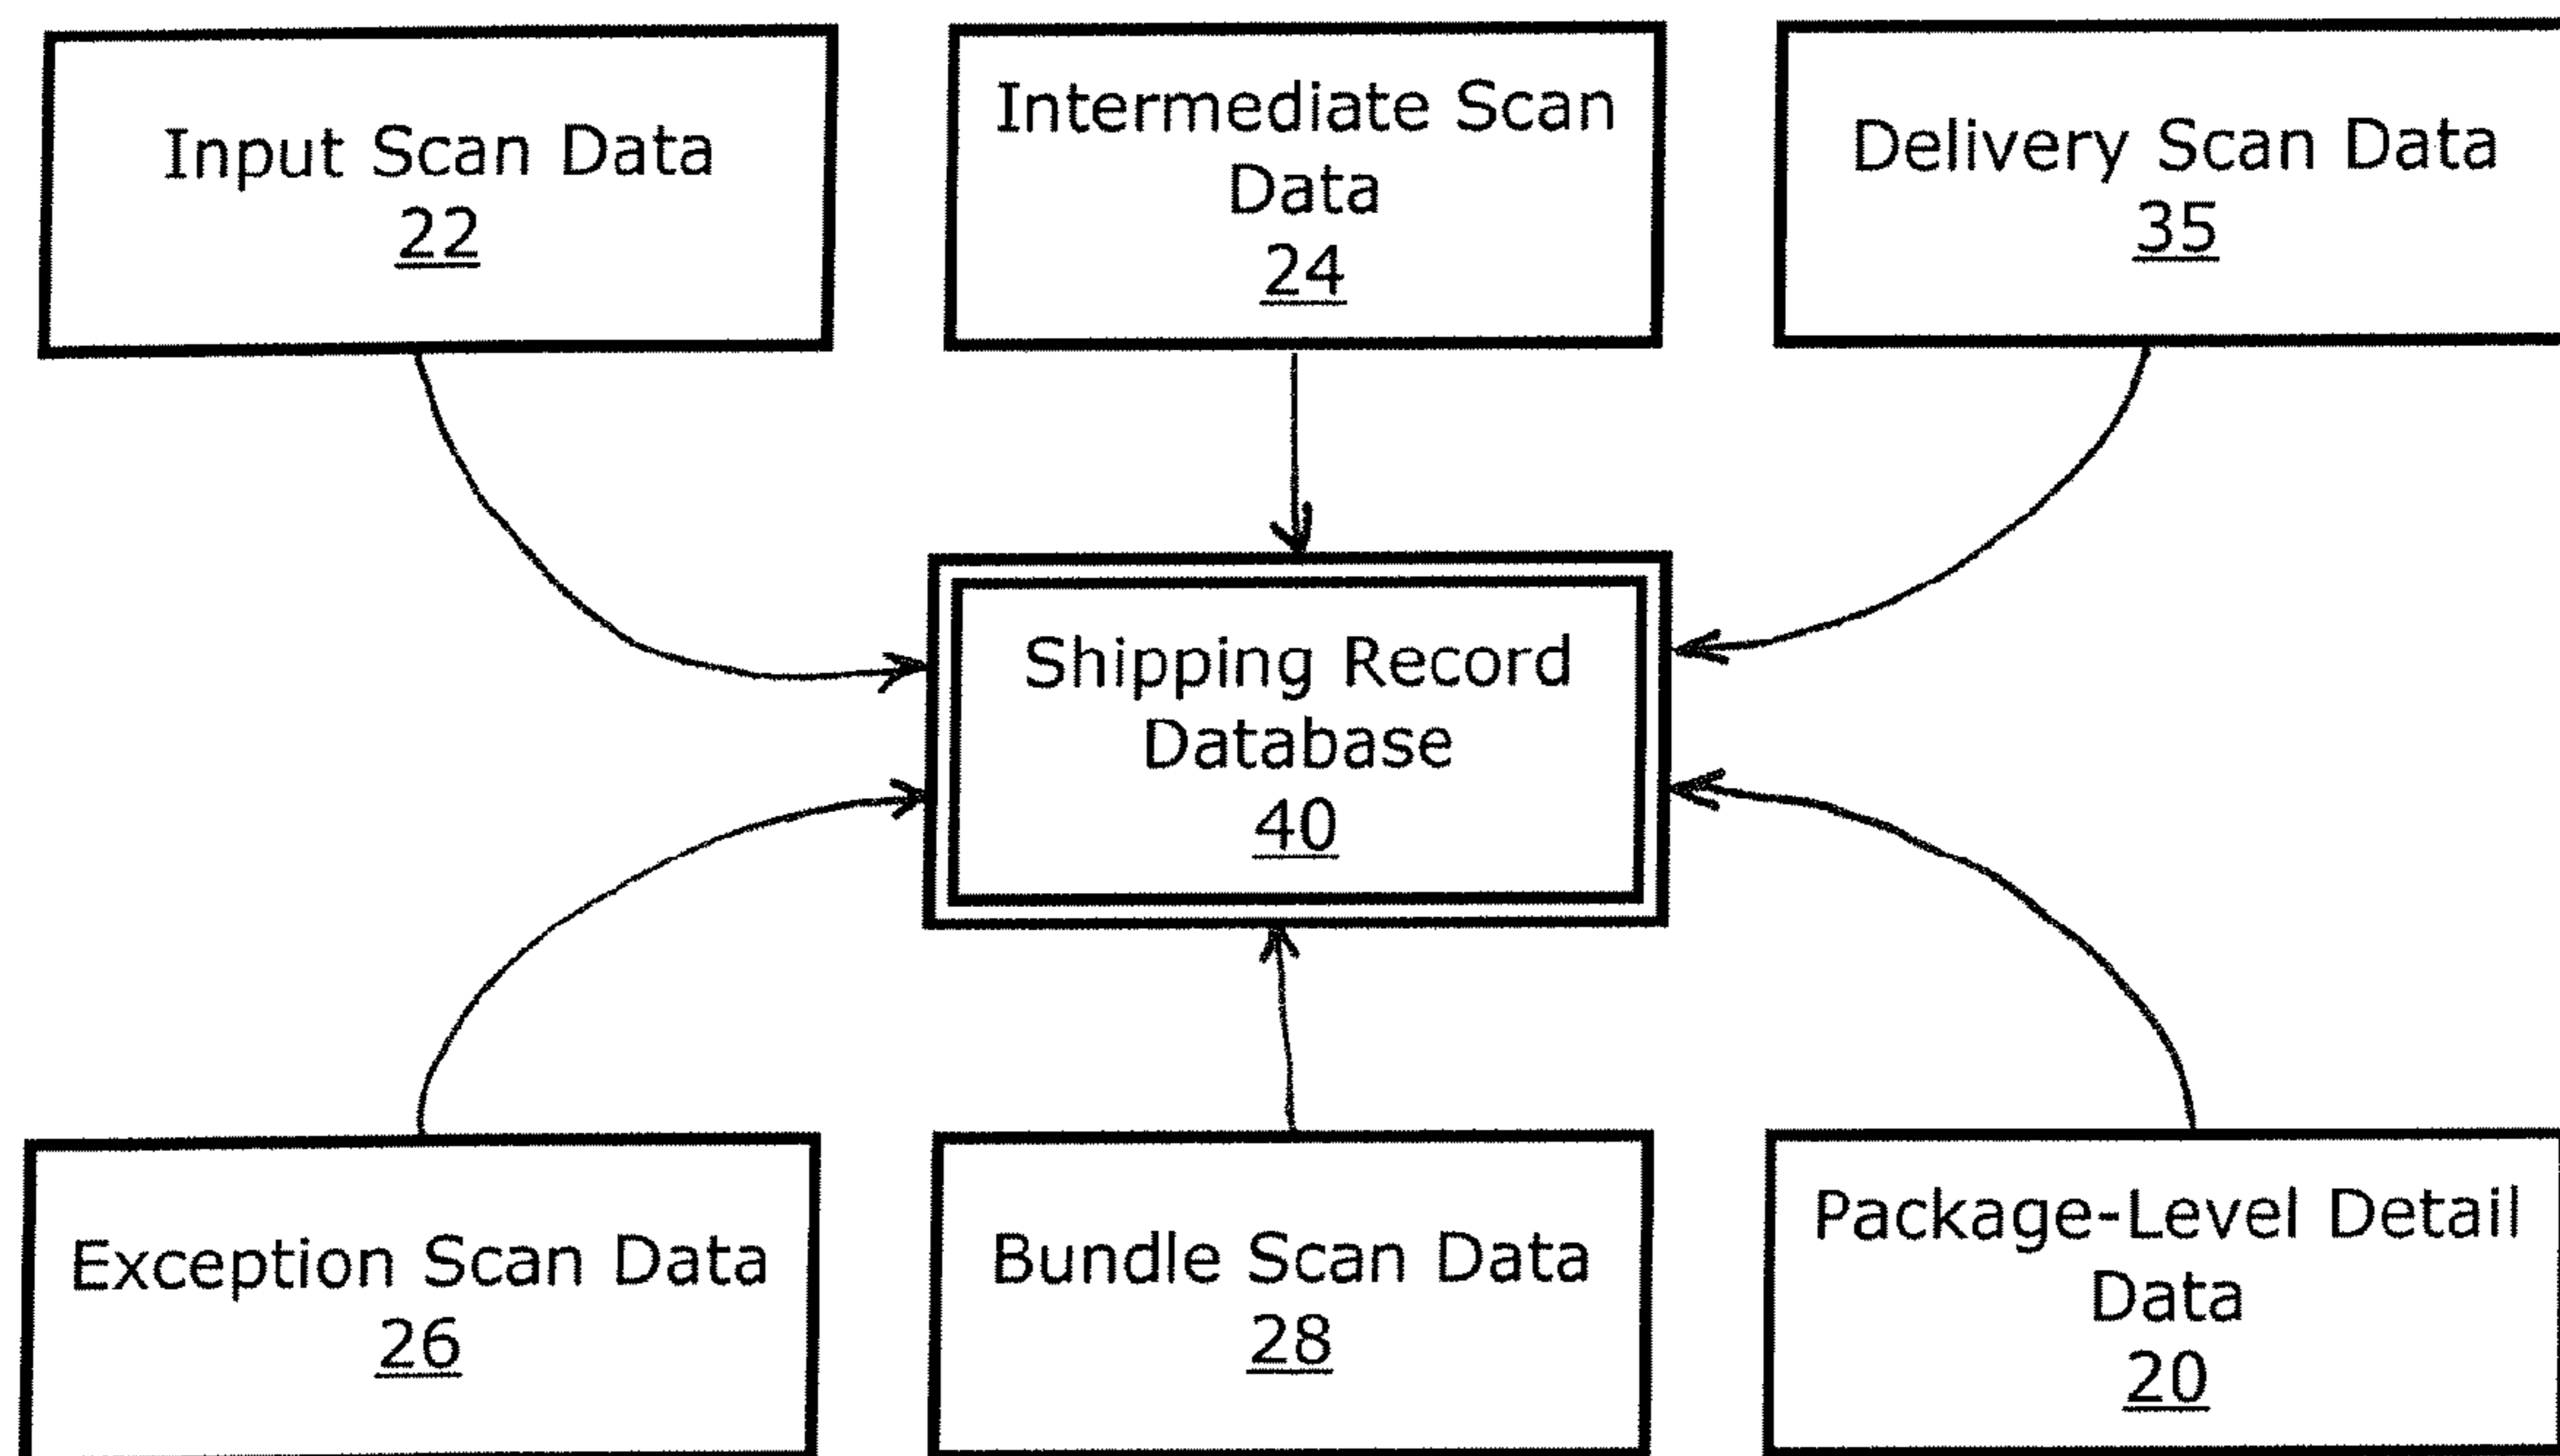 Input Scan Data
22
Intermediate Scan
Data
24
Delivery Scan Data
35
Shipping Record
Database
40
Exception Scan Data
26
Bundle Scan Data
28
Package-Level Detail
Data
20